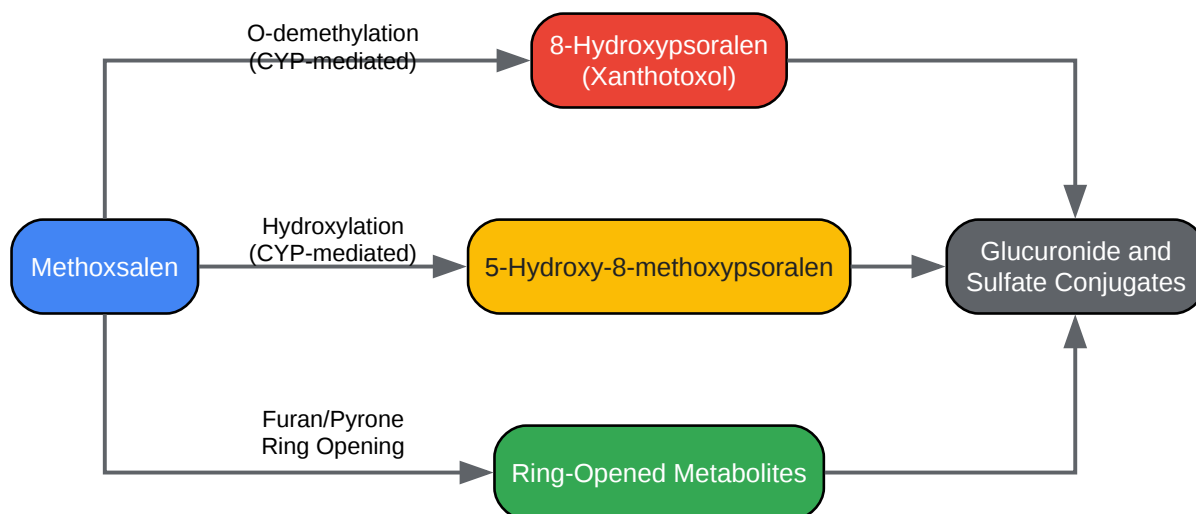 O-demethylation
(CYP-mediated)
8-Hydroxypsoralen
(Xanthotoxol)
Methoxsalen
Hydroxylation
(CYP-mediated)
5-Hydroxy-8-methoxypsoralen
Glucuronide and
Sulfate Conjugates
Furan/Pyrone
Ring Opening
Ring-Opened Metabolites